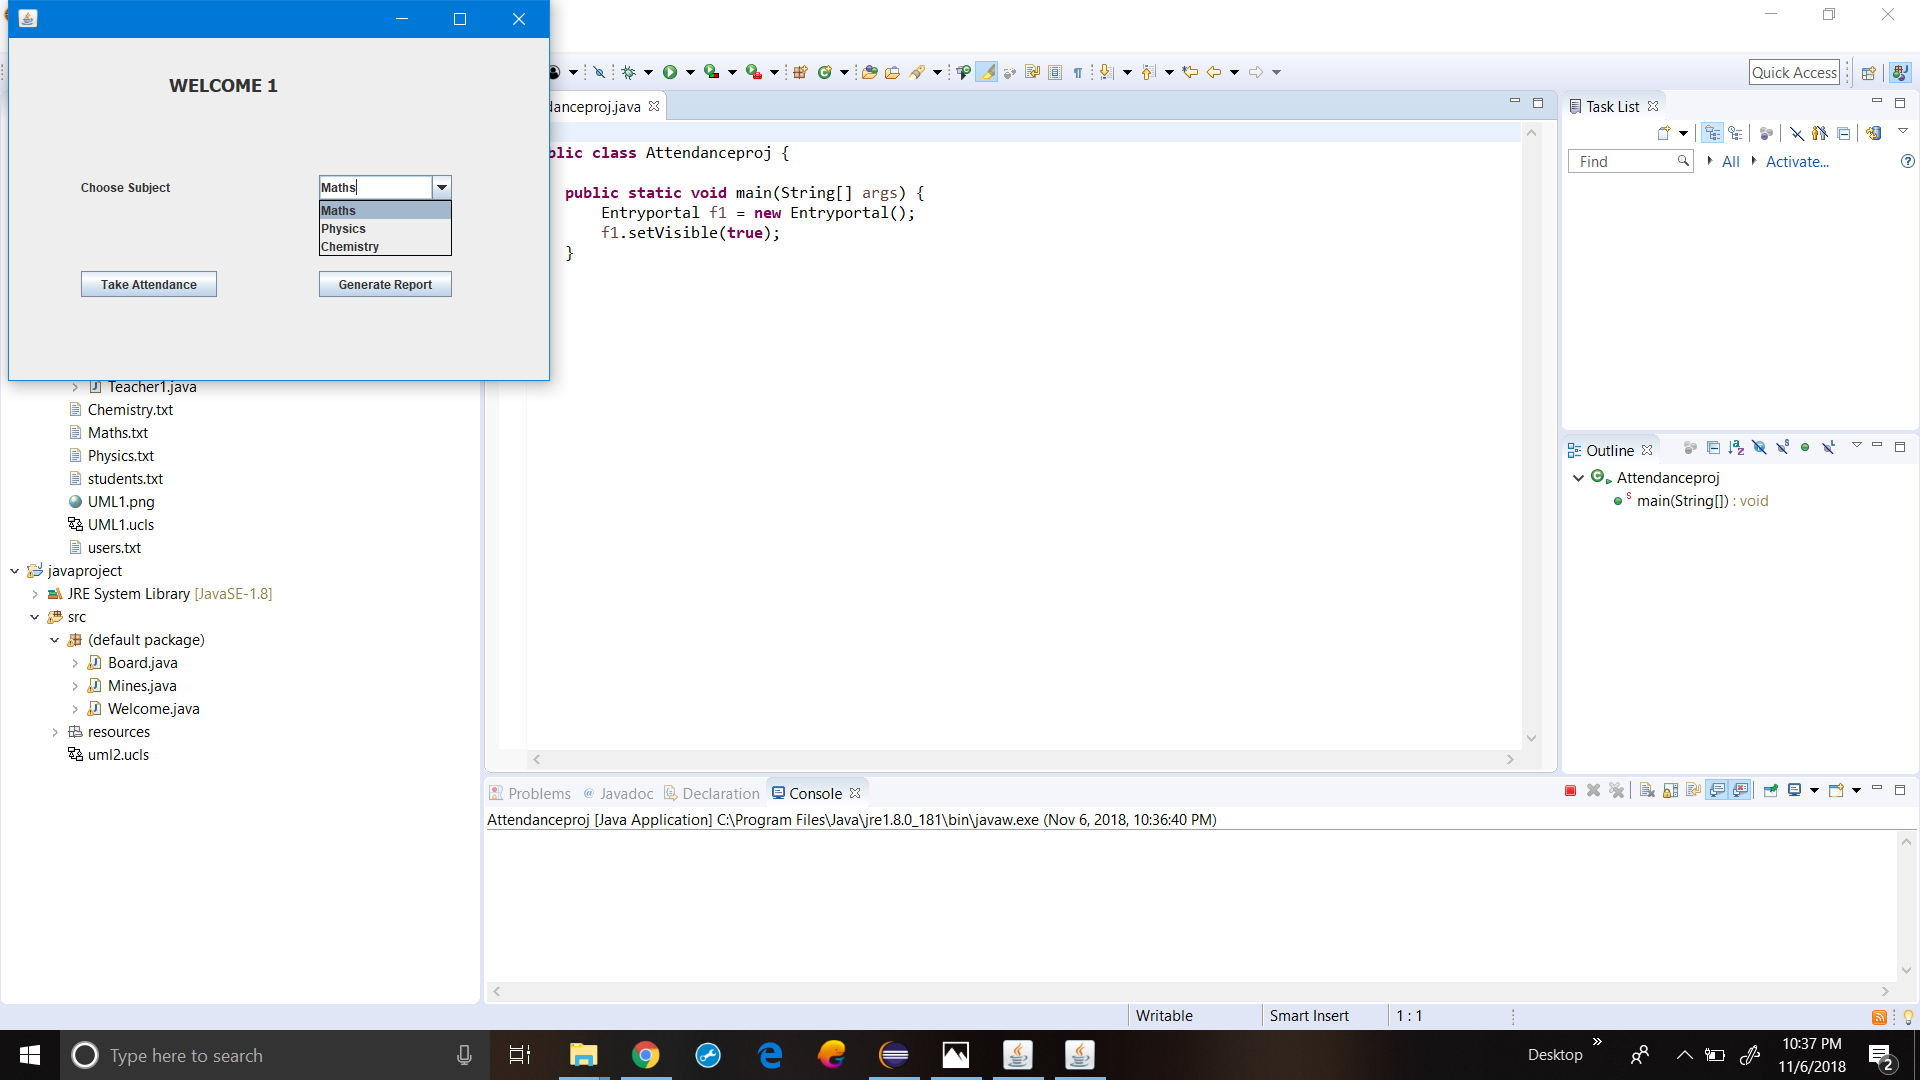 WELCOME 1
Choose Subject
Maths
Maths
Physics
Chemistry
Take Attendance
Generate Report
Quick Access
danceproj.java
blic class Attendanceproj {
public static void main(String[] args) {
Entryportal f1 = new Entryportal();
f1.setVisible(true);
}
Task List
Find
All
Activate...
Outline
Attendanceproj
main(String[]) : void
Teacher1.java
Chemistry.txt
Maths.txt
Physics.txt
students.txt
UML1.png
UML1.ucls
users.txt
javaproject
JRE System Library [JavaSE-1.8]
src
(default package)
Board.java
Mines.java
Welcome.java
resources
uml2.ucls
Problems
@ Javadoc
Declaration
Console
Attendanceproj [Java Application] C:\Program Files\Java\jre1.8.0_181\bin\javaw.exe (Nov 6, 2018, 10:36:40 PM)
Writable
Smart Insert
1 : 1
Type here to search
Desktop
10:37 PM
11/6/2018
2